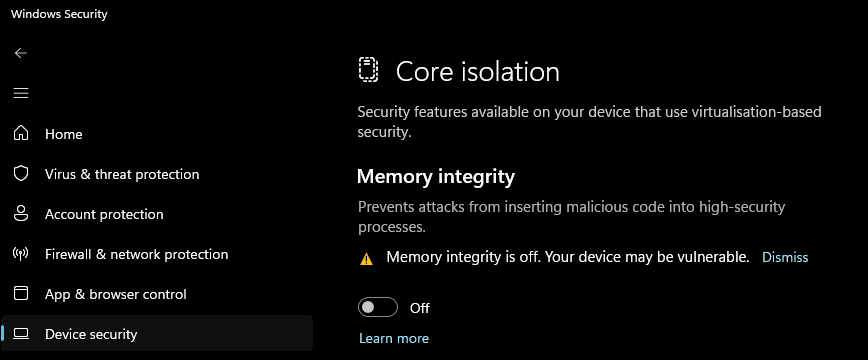 Windows Security
Home
Virus & threat protection
Account protection
Firewall & network protection
App & browser control
Device security
Core isolation
Security features available on your device that use virtualisation-based
security.
Memory integrity
Prevents attacks from inserting malicious code into high-security
processes.
Memory integrity is off. Your device may be vulnerable. Dismiss
Off
Learn more